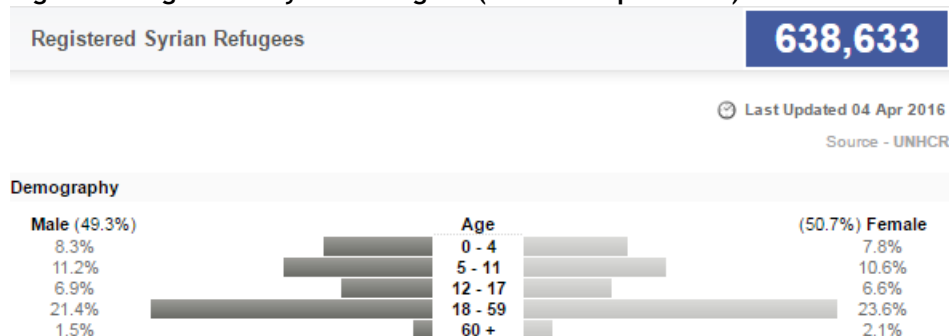 Registered Syrian Refugees 638,633
Last Updated 04 Apr 2016
Source - UNHCR
Demography
Male (49.3%) Age (50.7%) Female
8.3% 0 - 4 7.8%
11.2% 5 - 11 10.6%
6.9% 12 - 17 6.6%
21.4% 18 - 59 23.6%
1.5% 60 + 2.1%